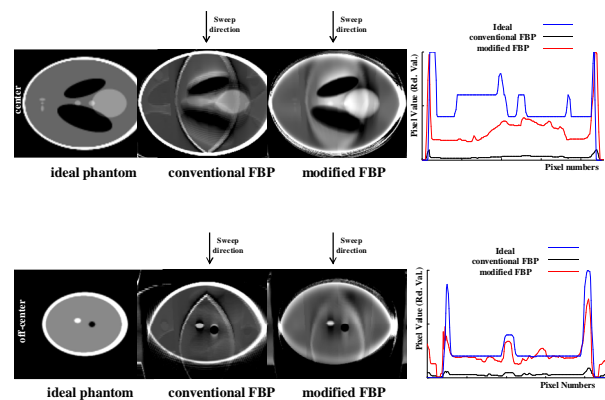 Sweep
direction
Sweep
direction
center
ideal phantom
conventional FBP
modified FBP
Ideal
conventional FBP
modified FBP
Pixel Value (Rel. Val.)
Pixel numbers
Sweep
direction
Sweep
direction
off-center
ideal phantom
conventional FBP
modified FBP
Ideal
conventional FBP
modified FBP
Pixel Value (Rel. Val.)
Pixel Numbers